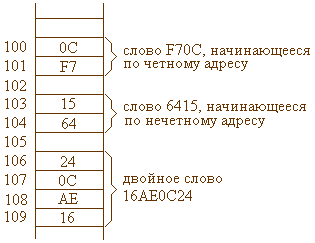 100 0C слово F70C, начинающееся
101 F7 по четному адресу
102
103 15 слово 6415, начинающееся
104 64 по нечетному адресу
105
106 24
107 0C двойное слово
108 AE 16AE0C24
109 16